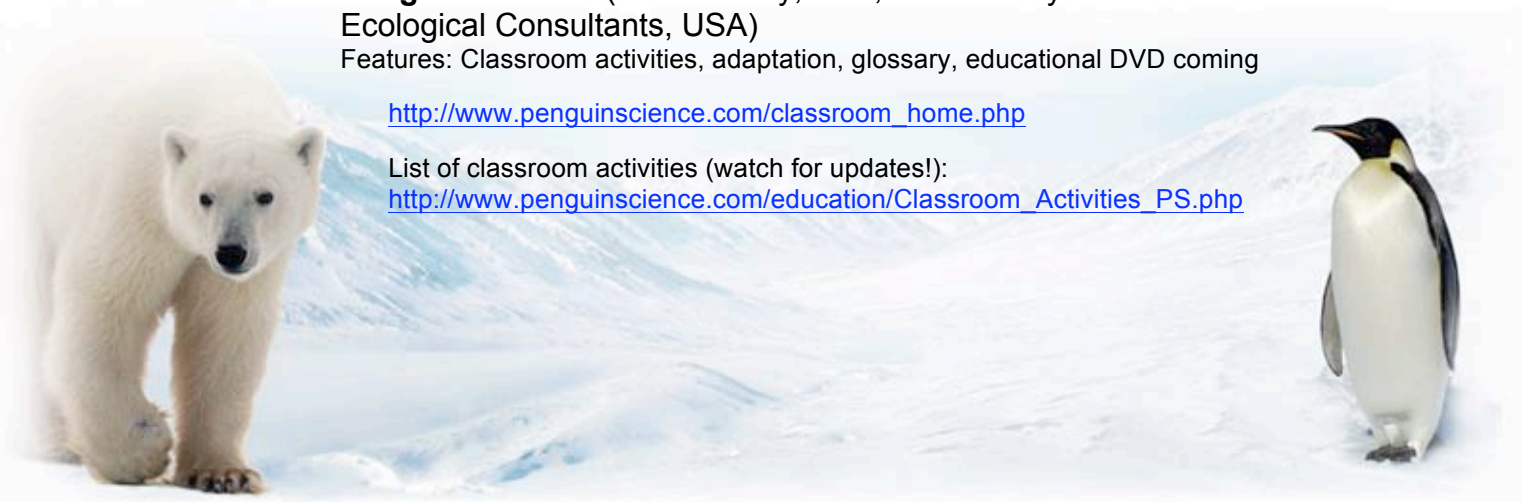 Ecological Consultants, USA)
Features: Classroom activities, adaptation, glossary, educational DVD coming
http://www.penguinscience.com/classroom_home.php
List of classroom activities (watch for updates!):
http://www.penguinscience.com/education/Classroom_Activities_PS.php